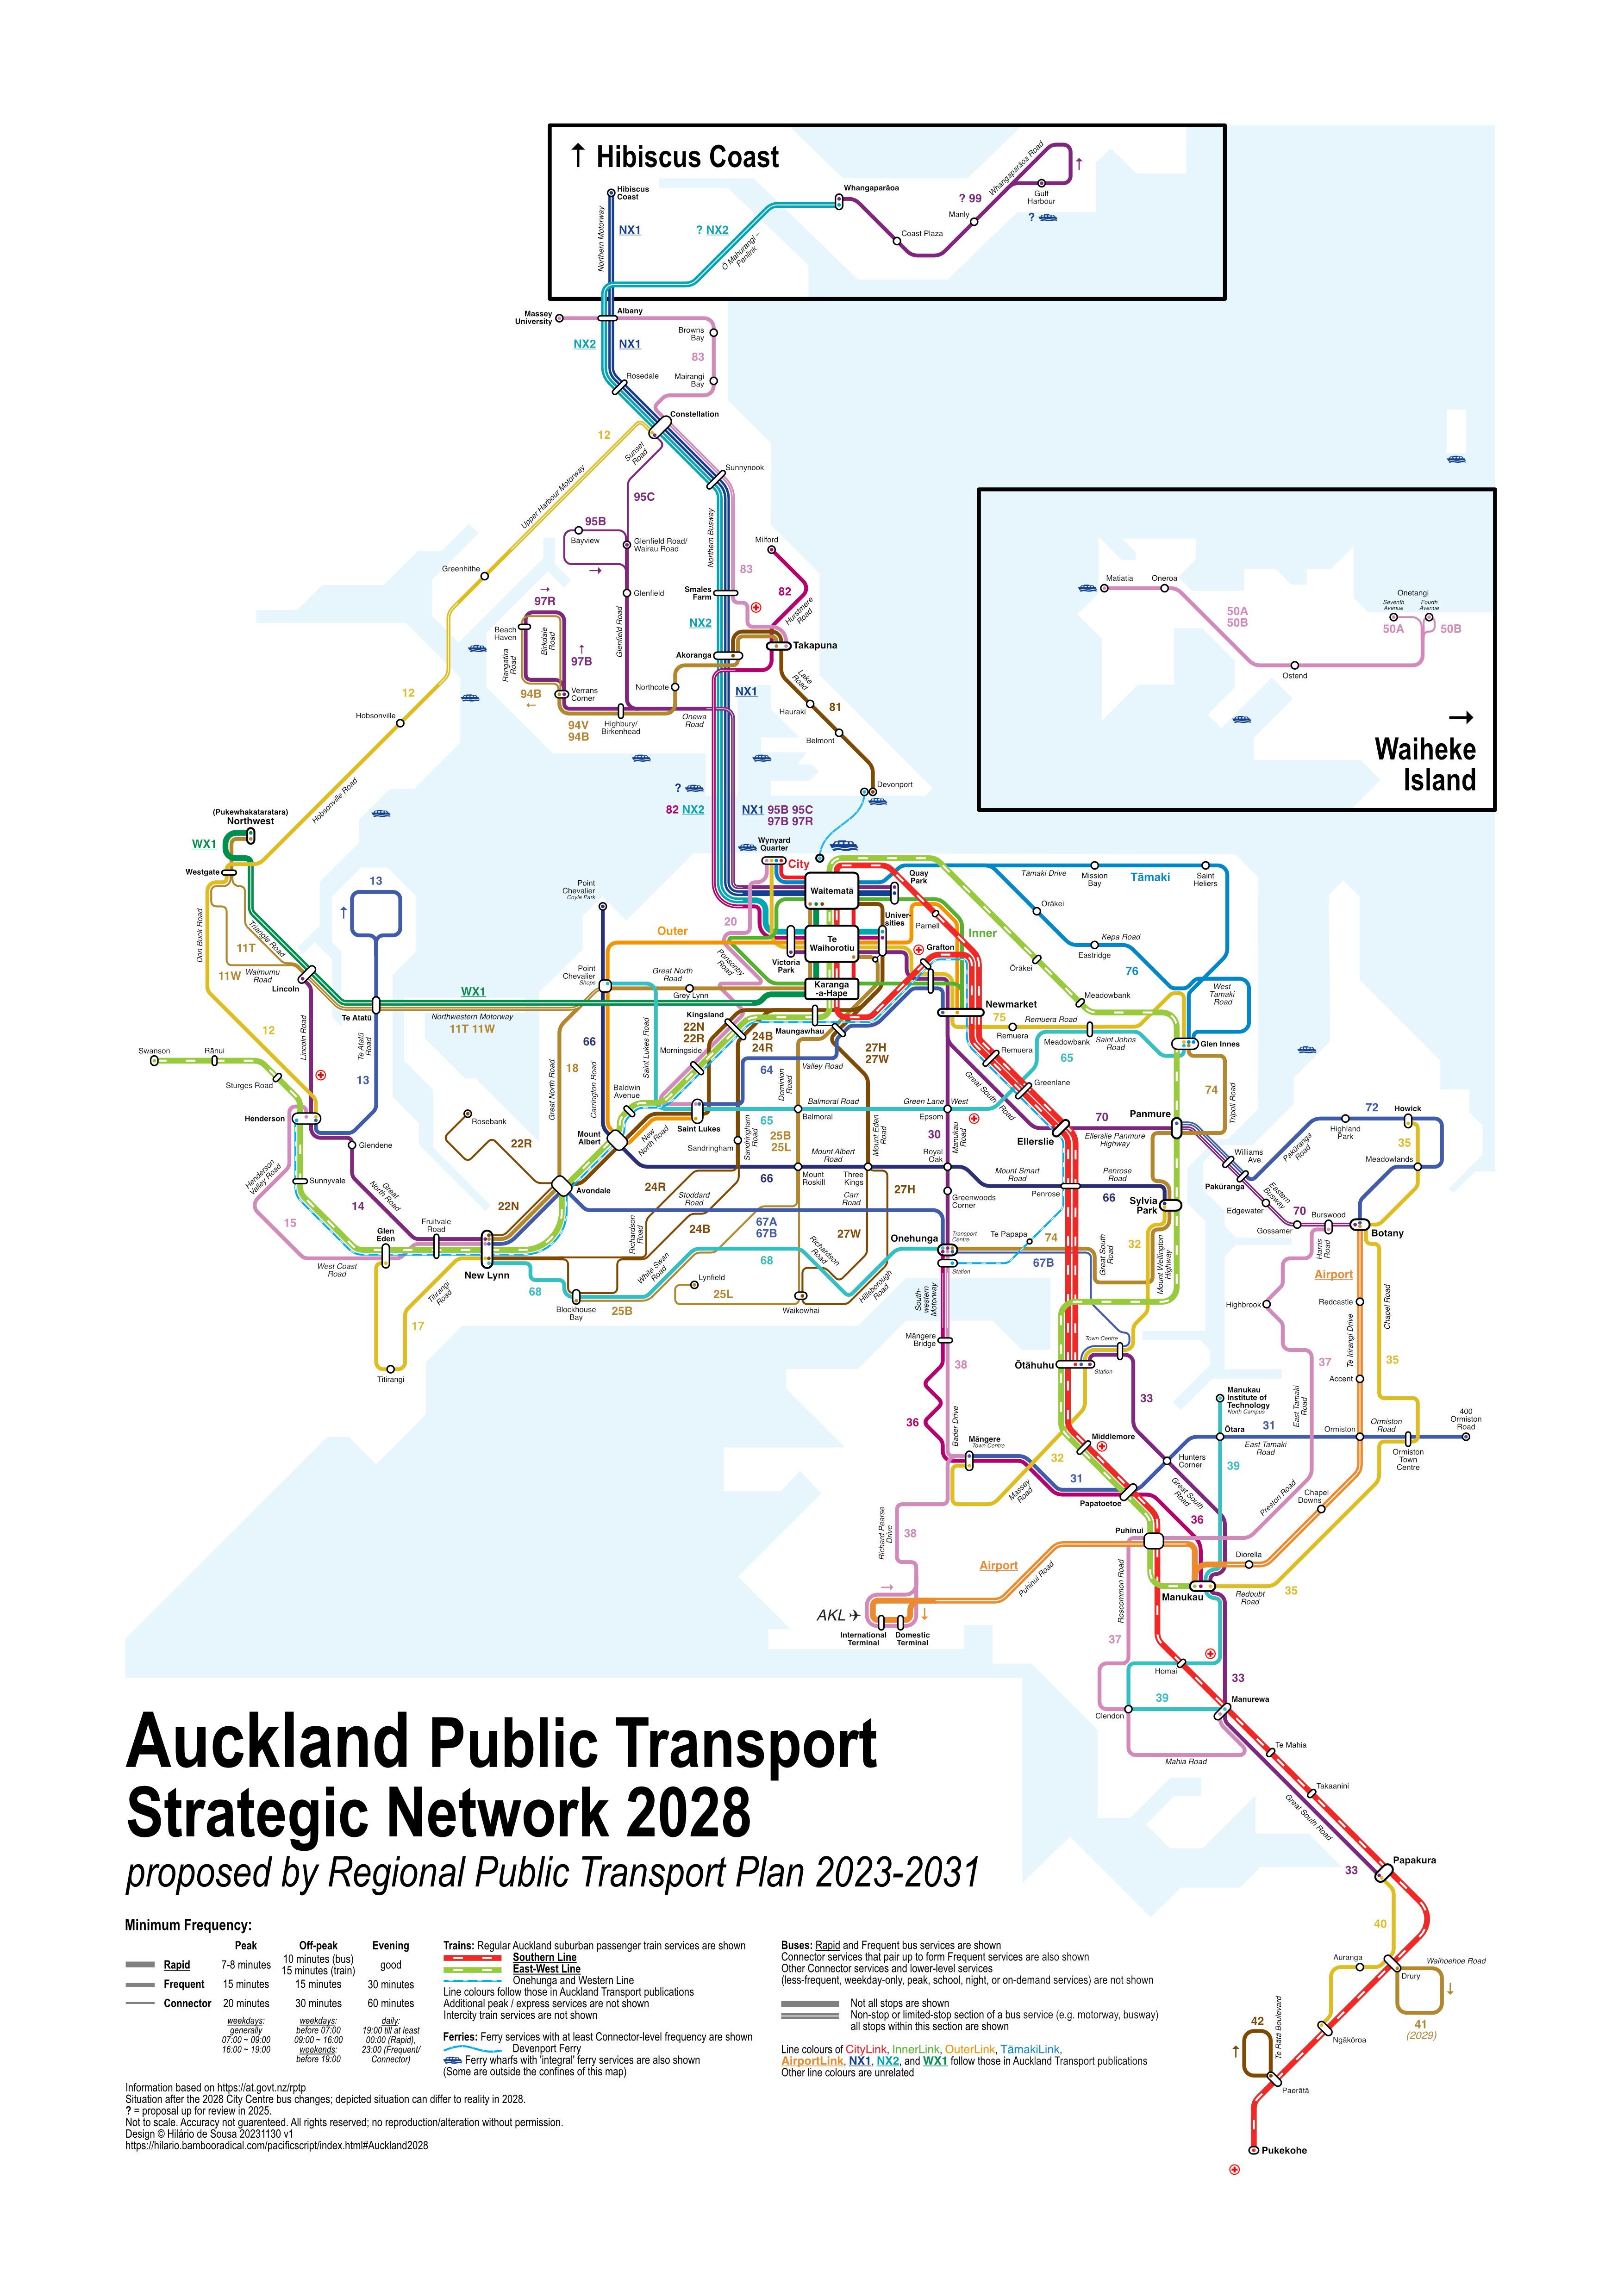 ↑ Hibiscus Coast
Hibiscus
Coast
Northern Motorway
NX1
? NX2
Ō Mahurangi –
Penlink
Whangaparāoa
Coast Plaza
Manly
? 99
Whangaparāoa Road
Gulf
Harbour
?
↑
Massey
University
Albany
NX2
NX1
Browns
Bay
83
Mairangi
Bay
Rosedale
Constellation
12
Sunset
Road
Upper Harbour Motorway
Sunnynook
95C
95B
Bayview
→
Glenfield Road/
Wairau Road
Northern Busway
Milford
83
82
Hurstmere
Road
Greenhithe
Smales
Farm
Glenfield
→
97R
Beach
Haven
Birkdale
Road
Rangatira
Road
↑
97B
Glenfield Road
NX2
Akoranga
Takapuna
94B
←
Verrans
Corner
Northcote
NX1
Lake
Road
Hauraki
81
94V
94B
Highbury/
Birkenhead
Onewa
Road
Belmont
12
Hobsonville
Devonport
?
82 NX2
NX1 95B 95C
97B 97R
Matiatia
Oneroa
50A
50B
Onetangi
Seventh
Avenue
Fourth
Avenue
50A
50B
Ostend
→
Waiheke
Island
Hobsonville Road
(Pukewhakataratara)
Northwest
WX1
Westgate
13
↑
Don Buck Road
Triangle Road
11T
11W
Waimumu
Road
Lincoln
WX1
Te Atatū
Northwestern Motorway
11T 11W
12
Lincoln Road
Te Atatū
Road
13
Swanson
Rānui
Sturges Road
Henderson
Glendene
Henderson
Valley Road
Sunnyvale
15
14
Great
North Road
Glen
Eden
Fruitvale
Road
West Coast
Road
Titirangi
Road
New Lynn
17
Titirangi
Rosebank
22R
22N
Point
Chevalier
Coyle Park
Point
Chevalier
Shops
Outer
20
Ponsonby
Road
Great North
Road
Grey Lynn
Wynyard
Quarter
City
Waitematā
Te
Waihorotiu
Karanga
-a-Hape
Victoria
Park
Univer-
sities
Quay
Park
Parnell
Grafton
Inner
Tāmaki Drive
Mission
Bay
Tāmaki
Saint
Heliers
Ōrākei
Kepa Road
Eastridge
Ōrākei
76
West
Tāmaki
Road
Meadowbank
Newmarket
75
Remuera Road
Remuera
Remuera
Meadowbank
65
Saint Johns
Road
Glen Innes
Kingsland
22N
22R
24B
24R
Maungawhau
27H
27W
Morningside
64
Valley Road
Saint Lukes Road
66
18
Great North Road
Carrington Road
Baldwin
Avenue
Mount
Albert
New
North Road
Saint Lukes
65
Dominion
Road
Balmoral Road
Balmoral
Green Lane
West
Epsom
Greenlane
Great South
Road
Sandringham
Sandringham
Road
25B
25L
Mount Eden
Road
Mount Albert
Road
30
Manukau
Road
Royal
Oak
Ellerslie
70
Ellerslie Panmure
Highway
Panmure
74
Tripoli Road
Avondale
24R
Stoddard
Road
24B
66
Mount
Roskill
Three
Kings
Carr
Road
27H
Mount Smart
Road
Penrose
Road
Penrose
66
Sylvia
Park
Greenwoods
Corner
67A
67B
27W
Richardson
Road
Richardson
Road
68
White Swan
Road
Lynfield
25L
Waikowhai
Hillsborough
Road
68
Blockhouse
Bay
25B
Onehunga
Transport
Centre
Station
Te Papapa
74
67B
Great South
Road
32
Mount Wellington
Highway
Williams
Ave.
Pakūranga
Pakūranga
Road
Highland
Park
72
Howick
35
Meadowlands
Eastern
Busway
Edgewater
70
Gossamer
Burswood
Botany
Harris
Road
Airport
Highbrook
Redcastle
Te Irirangi Drive
Chapel Road
37
35
Accent
East Tamaki
Road
South-
western
Motorway
Māngere
Bridge
38
36
Bader Drive
Māngere
Town Centre
Town Centre
Ōtāhuhu
Station
33
Middlemore
32
Massey
Road
31
Papatoetoe
Manukau
Institute of
Technology
North Campus
Ōtara
31
East Tamaki
Road
Hunters
Corner
39
Ormiston
Ormiston
Road
Ormiston
Town
Centre
400
Ormiston
Road
Great South
Road
Preston Road
Chapel
Downs
36
Puhinui
Richard Pearse
Drive
38
Airport
Puhinui Road
Diorella
Manukau
Redoubt
Road
35
→
AKL ✈
↓
International
Terminal
Domestic
Terminal
Roscommon Road
37
Homai
39
Clendon
33
Manurewa
Mahia Road
Te Mahia
Takaanini
Great South Road
33
Papakura
40
Auranga
Waihoehoe Road
Drury
↓
41
(2029)
Ngākōroa
42
↑
Te Rātā Boulevard
Paerātā
Pukekohe
Auckland Public Transport
Strategic Network 2028
proposed by Regional Public Transport Plan 2023-2031
Minimum Frequency:
Peak Off-peak Evening
Rapid 7-8 minutes 10 minutes (bus) 15 minutes (train) good
Frequent 15 minutes 15 minutes 30 minutes
Connector 20 minutes 30 minutes 60 minutes
weekdays:
generally
07:00 ~ 09:00
16:00 ~ 19:00
weekdays:
before 07:00
09:00 ~ 16:00
weekends:
before 19:00
daily:
19:00 till at least
00:00 (Rapid),
23:00 (Frequent/
Connector)
Trains: Regular Auckland suburban passenger train services are shown
Southern Line
East-West Line
Onehunga and Western Line
Line colours follow those in Auckland Transport publications
Additional peak / express services are not shown
Intercity train services are not shown
Ferries: Ferry services with at least Connector-level frequency are shown
Devenport Ferry
Ferry wharfs with 'integral' ferry services are also shown
(Some are outside the confines of this map)
Buses: Rapid and Frequent bus services are shown
Connector services that pair up to form Frequent services are also shown
Other Connector services and lower-level services
(less-frequent, weekday-only, peak, school, night, or on-demand services) are not shown
Not all stops are shown
Non-stop or limited-stop section of a bus service (e.g. motorway, busway)
all stops within this section are shown
Line colours of CityLink, InnerLink, OuterLink, TāmakiLink,
AirportLink, NX1, NX2, and WX1 follow those in Auckland Transport publications
Other line colours are unrelated
Information based on https://at.govt.nz/rptp
Situation after the 2028 City Centre bus changes; depicted situation can differ to reality in 2028.
? = proposal up for review in 2025.
Not to scale. Accuracy not guarenteed. All rights reserved; no reproduction/alteration without permission.
Design © Hilário de Sousa 20231130 v1
https://hilario.bambooradical.com/pacificscript/index.html#Auckland2028